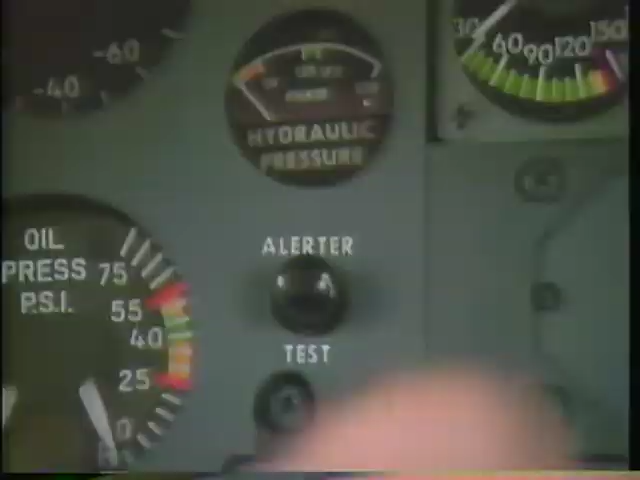 -60
-40
HYDRAULIC
PRESSURE
30 60 90 120 150
OIL
PRESS
P.S.I.
75
55
40
25
0
ALERTER
TEST